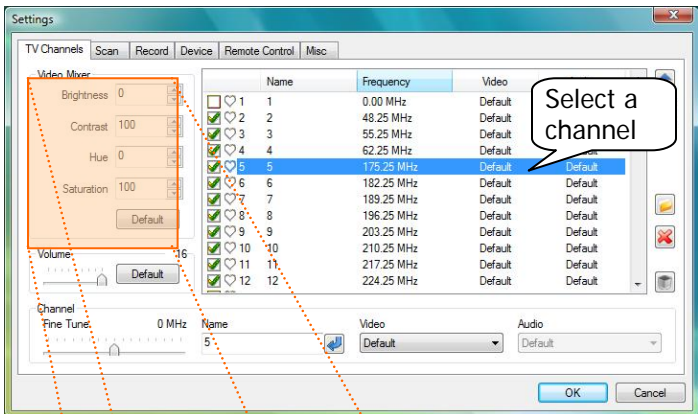 Settings
TV Channels Scan Record Device Remote Control Misc
Video Mixer
Brightness 0
Contrast 100
Hue 0
Saturation 100
Default
Volume 16
Default
Name Frequency Video
1 1 0.00 MHz Default
2 2 48.25 MHz Default
3 3 55.25 MHz Default
4 4 62.25 MHz Default
5 5 175.25 MHz Default Default
6 6 182.25 MHz Default Default
7 7 189.25 MHz Default Default
8 8 196.25 MHz Default Default
9 9 203.25 MHz Default Default
10 10 210.25 MHz Default Default
11 11 217.25 MHz Default Default
12 12 224.25 MHz Default Default
Select a
channel
Channel
Fine Tune 0 MHz Name Video Audio
5 Default Default
OK Cancel